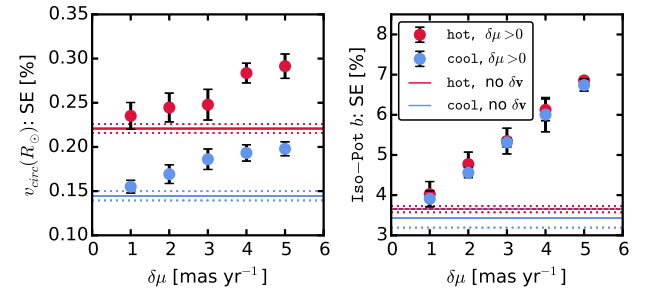 0.35
0.30
0.25
0.20
0.15
0.10
v_circ(R_⊙): SE [%]
0 1 2 3 4 5 6
δμ [mas yr⁻¹]
8
7
6
5
4
3
Iso-Pot b: SE [%]
hot, δμ>0
cool, δμ>0
hot, no δv
cool, no δv
0 1 2 3 4 5 6
δμ [mas yr⁻¹]